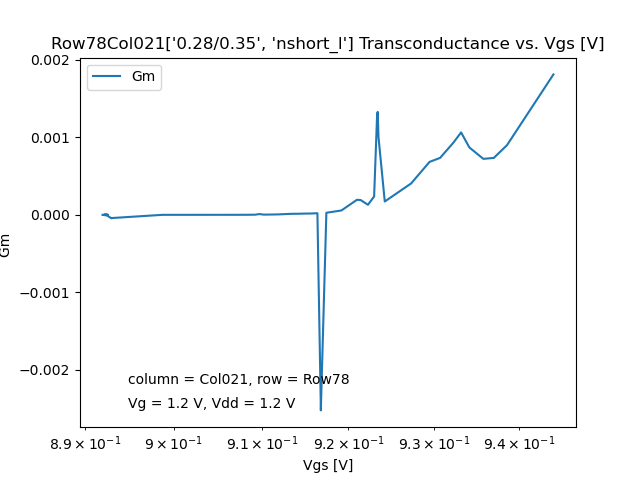 Row78Col021['0.28/0.35', 'nshort_l'] Transconductance vs. Vgs [V]
Gm
0.002
0.001
0.000
−0.001
−0.002
Gm
column = Col021, row = Row78
Vg = 1.2 V, Vdd = 1.2 V
8.9 × 10⁻¹ 9 × 10⁻¹ 9.1 × 10⁻¹ 9.2 × 10⁻¹ 9.3 × 10⁻¹ 9.4 × 10⁻¹
Vgs [V]